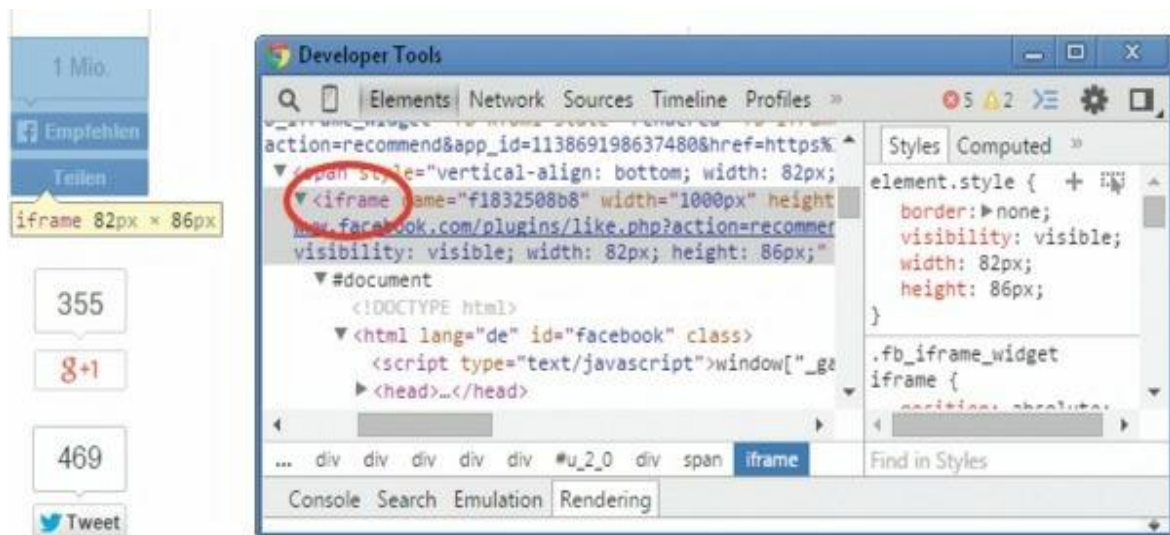 1 Mio.
Empfehlen
Teilen
iframe 82px × 86px
355
g+1
469
Tweet
Developer Tools
Elements Network Sources Timeline Profiles »
5 2
action=recommend&app_id=113869198637480&href=https%
<span style="vertical-align: bottom; width: 82px;
<iframe name="f1832508b8" width="1000px" height
www.facebook.com/plugins/like.php?action=recommen
visibility: visible; width: 82px; height: 86px;"
#document
<!DOCTYPE html>
<html lang="de" id="facebook" class>
<script type="text/javascript">window["_ga
<head>…</head>
... div div div div div #u_2_0 div span iframe
Styles Computed »
element.style {
border: none;
visibility: visible;
width: 82px;
height: 86px;
}
.fb_iframe_widget
iframe {
Find in Styles
Console Search Emulation Rendering